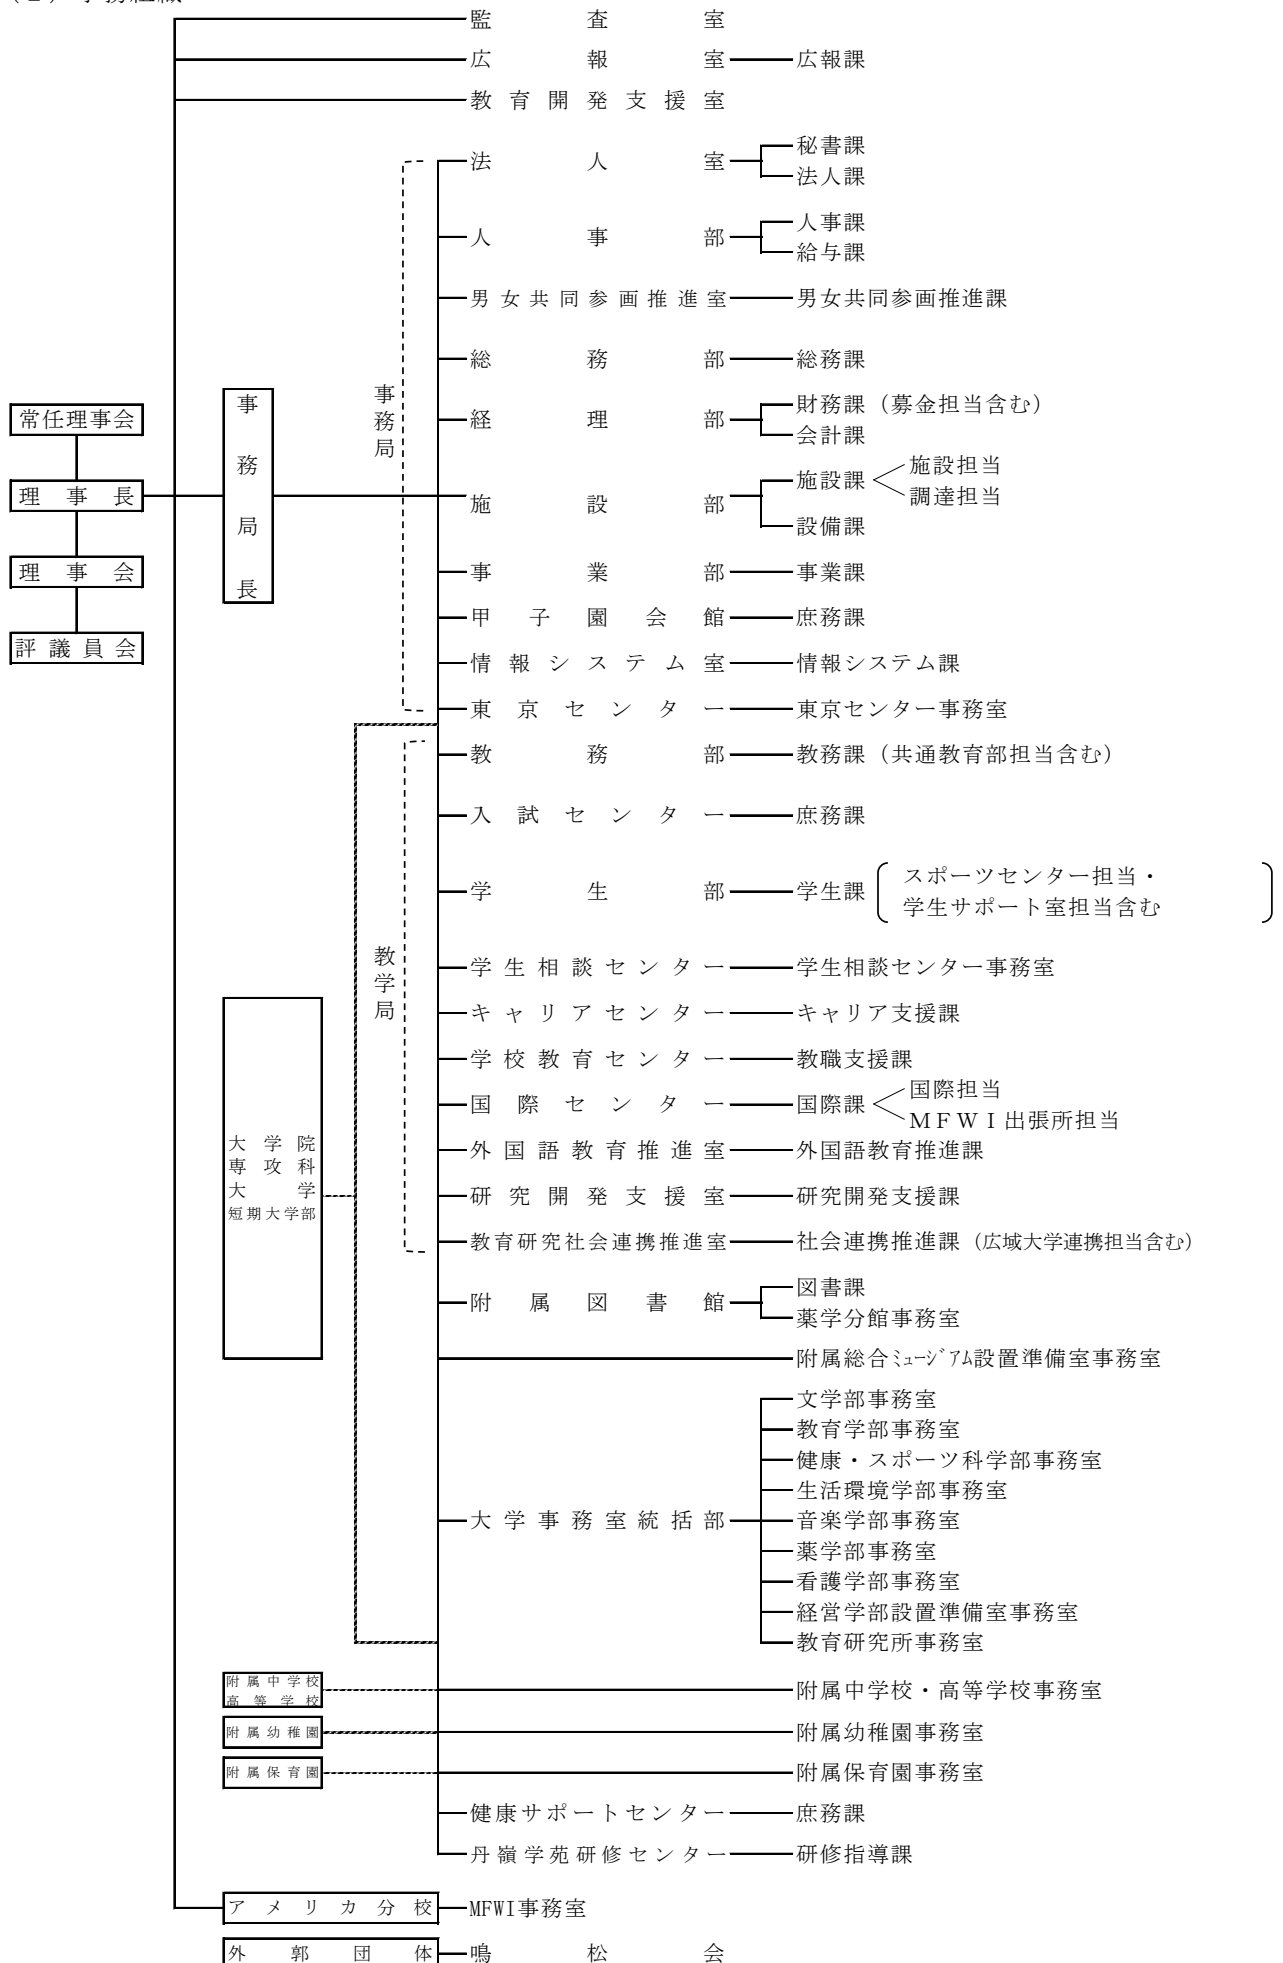 監査室
広報室 広報課
教育開発支援室
法人室 秘書課
法人課
人事部 人事課
給与課
男女共同参画推進室 男女共同参画推進課
総務部 総務課
事務局
経理部 財務課（募金担当含む）
会計課
常任理事会
理事長
理事会
評議員会
事務局長
施設部 施設課 施設担当
調達担当
設備課
事業部 事業課
甲子園会館 庶務課
情報システム室 情報システム課
東京センター 東京センター事務室
教務部 教務課（共通教育部担当含む）
入試センター 庶務課
学生部 学生課 スポーツセンター担当・
学生サポート室担当含む
教学局
学生相談センター 学生相談センター事務室
キャリアセンター キャリア支援課
学校教育センター 教職支援課
国際センター 国際課 国際担当
ＭＦＷＩ出張所担当
大学院
専攻科
大学
短期大学部
外国語教育推進室 外国語教育推進課
研究開発支援室 研究開発支援課
教育研究社会連携推進室 社会連携推進課（広域大学連携担当含む）
附属図書館 図書課
薬学分館事務室
附属総合ﾐｭｰｼﾞｱﾑ設置準備室事務室
大学事務室統括部 文学部事務室
教育学部事務室
健康・スポーツ科学部事務室
生活環境学部事務室
音楽学部事務室
薬学部事務室
看護学部事務室
経営学部設置準備室事務室
教育研究所事務室
附属中学校
高等学校 附属中学校・高等学校事務室
附属幼稚園 附属幼稚園事務室
附属保育園 附属保育園事務室
健康サポートセンター 庶務課
丹嶺学苑研修センター 研修指導課
アメリカ分校 MFWI事務室
外郭団体 鳴松会